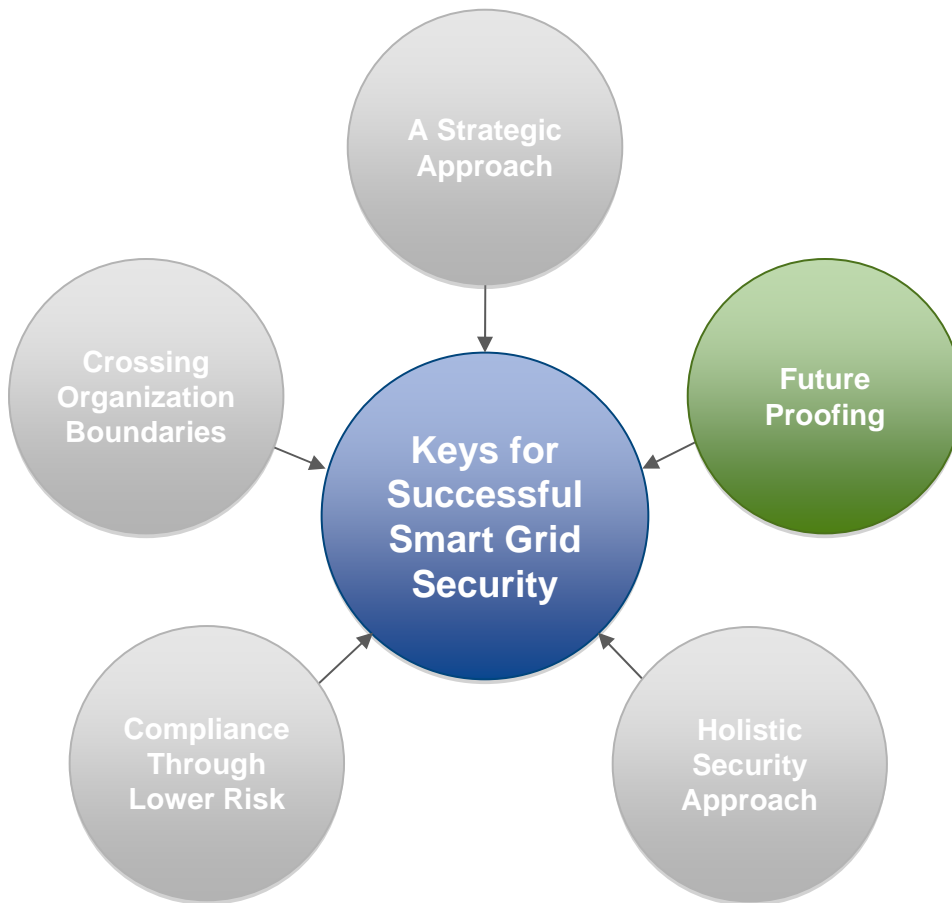 A Strategic
Approach
Crossing
Organization
Boundaries
Future
Proofing
Keys for
Successful
Smart Grid
Security
Compliance
Through
Lower Risk
Holistic
Security
Approach